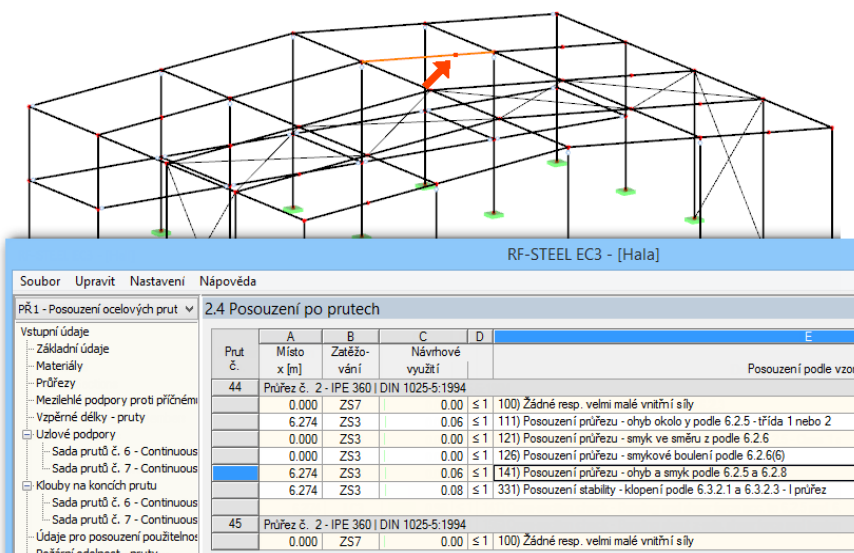 RF-STEEL EC3 - [Hala]
Soubor Upravit Nastavení Nápověda
PŘ1 - Posouzení ocelových prut
2.4 Posouzení po prutech
Vstupní údaje
Základní údaje
Materiály
Průřezy
Mezilehlé podpory proti příčném
Vzpěrné délky - pruty
Uzlové podpory
Sada prutů č. 6 - Continuous
Sada prutů č. 7 - Continuous
Klouby na koncích prutu
Sada prutů č. 6 - Continuous
Sada prutů č. 7 - Continuous
Údaje pro posouzení použitelnos
Požární odolnost - pruty
A B C D E
Prut Místo Zatěžo- Návrhové
č. x [m] vání využití Posouzení podle vzor
44 Průřez č. 2 - IPE 360 | DIN 1025-5:1994
0.000 ZS7 0.00 ≤ 1 100) Žádné resp. velmi malé vnitřní síly
6.274 ZS3 0.06 ≤ 1 111) Posouzení průřezu - ohyb okolo y podle 6.2.5 - třída 1 nebo 2
0.000 ZS3 0.00 ≤ 1 121) Posouzení průřezu - smyk ve směru z podle 6.2.6
0.000 ZS3 0.00 ≤ 1 126) Posouzení průřezu - smykové boulení podle 6.2.6(6)
6.274 ZS3 0.06 ≤ 1 141) Posouzení průřezu - ohyb a smyk podle 6.2.5 a 6.2.8
6.274 ZS3 0.08 ≤ 1 331) Posouzení stability - klopení podle 6.3.2.1 a 6.3.2.3 - I průřez
45 Průřez č. 2 - IPE 360 | DIN 1025-5:1994
0.000 ZS7 0.00 ≤ 1 100) Žádné resp. velmi malé vnitřní síly